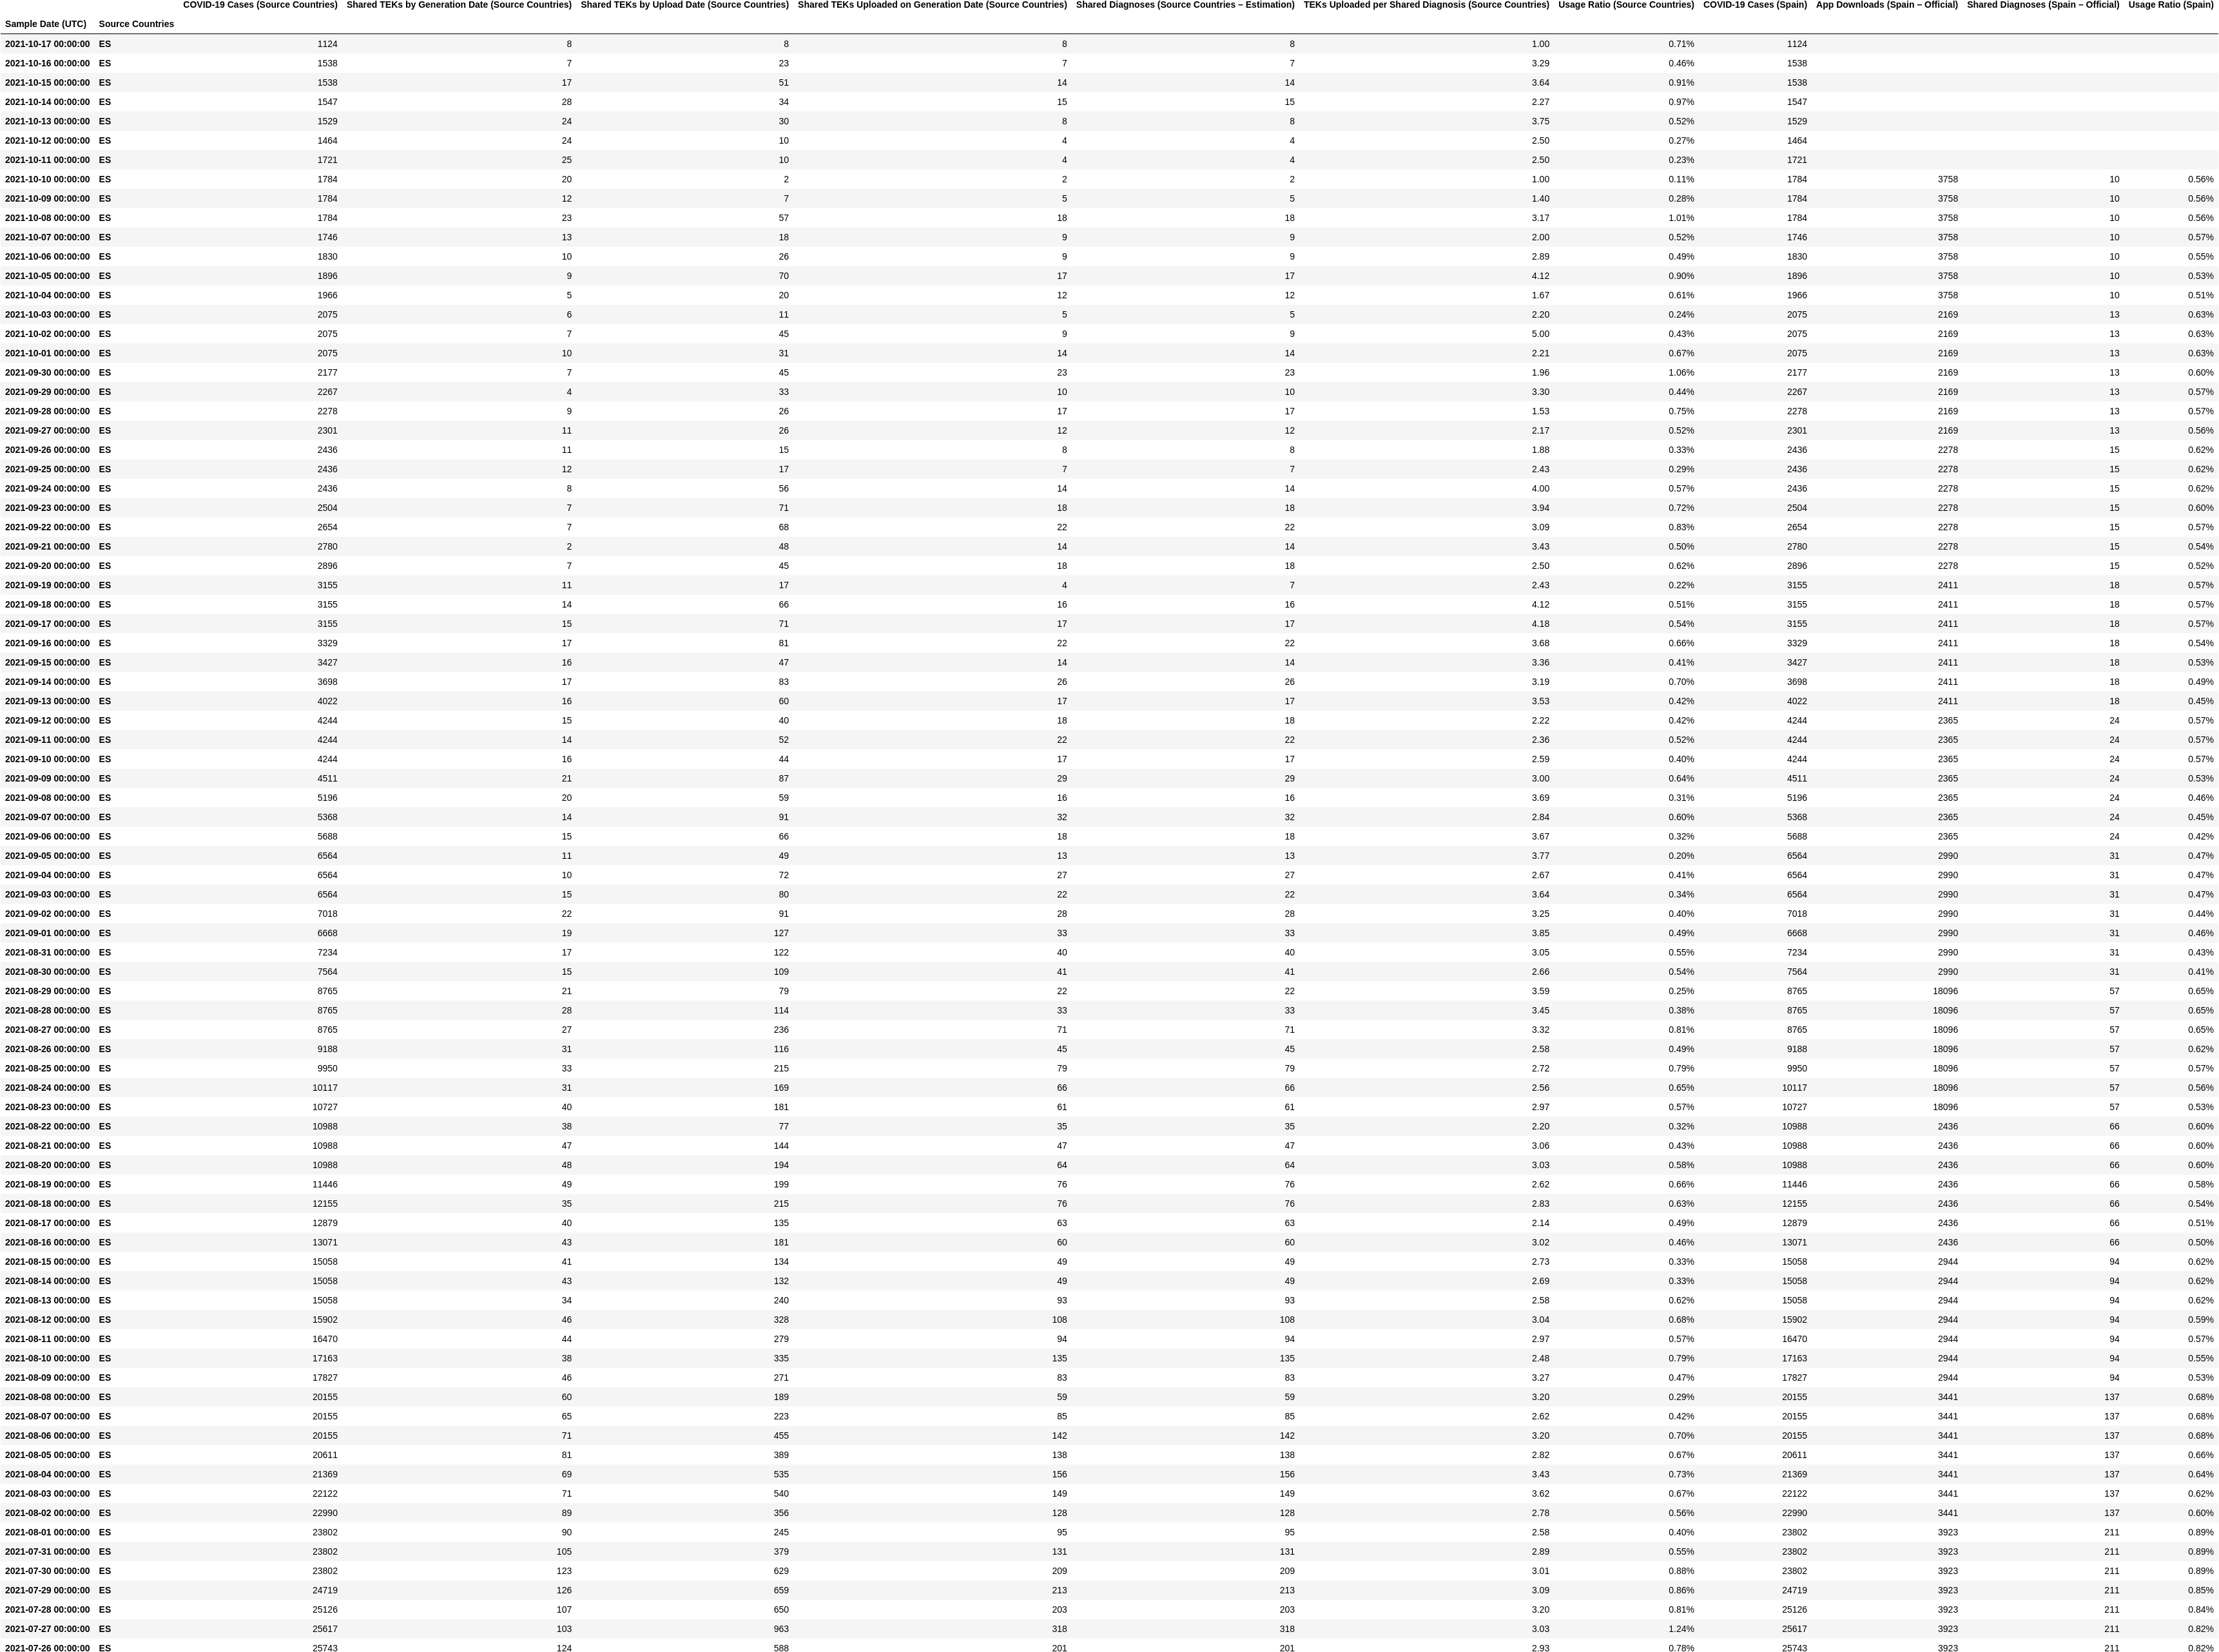 COVID-19 Cases (Source Countries) Shared TEKs by Generation Date (Source Countries) Shared TEKs by Upload Date (Source Countries) Shared TEKs Uploaded on Generation Date (Source Countries) Shared Diagnoses (Source Countries – Estimation) TEKs Uploaded per Shared Diagnosis (Source Countries) Usage Ratio (Source Countries) COVID-19 Cases (Spain) App Downloads (Spain – Official) Shared Diagnoses (Spain – Official) Usage Ratio (Spain)
Sample Date (UTC) Source Countries
2021-10-17 00:00:00 ES 1124 8 8 8 8 1.00 0.71% 1124
2021-10-16 00:00:00 ES 1538 7 23 7 7 3.29 0.46% 1538
2021-10-15 00:00:00 ES 1538 17 51 14 14 3.64 0.91% 1538
2021-10-14 00:00:00 ES 1547 28 34 15 15 2.27 0.97% 1547
2021-10-13 00:00:00 ES 1529 24 30 8 8 3.75 0.52% 1529
2021-10-12 00:00:00 ES 1464 24 10 4 4 2.50 0.27% 1464
2021-10-11 00:00:00 ES 1721 25 10 4 4 2.50 0.23% 1721
2021-10-10 00:00:00 ES 1784 20 2 2 2 1.00 0.11% 1784 3758 10 0.56%
2021-10-09 00:00:00 ES 1784 12 7 5 5 1.40 0.28% 1784 3758 10 0.56%
2021-10-08 00:00:00 ES 1784 23 57 18 18 3.17 1.01% 1784 3758 10 0.56%
2021-10-07 00:00:00 ES 1746 13 18 9 9 2.00 0.52% 1746 3758 10 0.57%
2021-10-06 00:00:00 ES 1830 10 26 9 9 2.89 0.49% 1830 3758 10 0.55%
2021-10-05 00:00:00 ES 1896 9 70 17 17 4.12 0.90% 1896 3758 10 0.53%
2021-10-04 00:00:00 ES 1966 5 20 12 12 1.67 0.61% 1966 3758 10 0.51%
2021-10-03 00:00:00 ES 2075 6 11 5 5 2.20 0.24% 2075 2169 13 0.63%
2021-10-02 00:00:00 ES 2075 7 45 9 9 5.00 0.43% 2075 2169 13 0.63%
2021-10-01 00:00:00 ES 2075 10 31 14 14 2.21 0.67% 2075 2169 13 0.63%
2021-09-30 00:00:00 ES 2177 7 45 23 23 1.96 1.06% 2177 2169 13 0.60%
2021-09-29 00:00:00 ES 2267 4 33 10 10 3.30 0.44% 2267 2169 13 0.57%
2021-09-28 00:00:00 ES 2278 9 26 17 17 1.53 0.75% 2278 2169 13 0.57%
2021-09-27 00:00:00 ES 2301 11 26 12 12 2.17 0.52% 2301 2169 13 0.56%
2021-09-26 00:00:00 ES 2436 11 15 8 8 1.88 0.33% 2436 2278 15 0.62%
2021-09-25 00:00:00 ES 2436 12 17 7 7 2.43 0.29% 2436 2278 15 0.62%
2021-09-24 00:00:00 ES 2436 8 56 14 14 4.00 0.57% 2436 2278 15 0.62%
2021-09-23 00:00:00 ES 2504 7 71 18 18 3.94 0.72% 2504 2278 15 0.60%
2021-09-22 00:00:00 ES 2654 7 68 22 22 3.09 0.83% 2654 2278 15 0.57%
2021-09-21 00:00:00 ES 2780 2 48 14 14 3.43 0.50% 2780 2278 15 0.54%
2021-09-20 00:00:00 ES 2896 7 45 18 18 2.50 0.62% 2896 2278 15 0.52%
2021-09-19 00:00:00 ES 3155 11 17 4 7 2.43 0.22% 3155 2411 18 0.57%
2021-09-18 00:00:00 ES 3155 14 66 16 16 4.12 0.51% 3155 2411 18 0.57%
2021-09-17 00:00:00 ES 3155 15 71 17 17 4.18 0.54% 3155 2411 18 0.57%
2021-09-16 00:00:00 ES 3329 17 81 22 22 3.68 0.66% 3329 2411 18 0.54%
2021-09-15 00:00:00 ES 3427 16 47 14 14 3.36 0.41% 3427 2411 18 0.53%
2021-09-14 00:00:00 ES 3698 17 83 26 26 3.19 0.70% 3698 2411 18 0.49%
2021-09-13 00:00:00 ES 4022 16 60 17 17 3.53 0.42% 4022 2411 18 0.45%
2021-09-12 00:00:00 ES 4244 15 40 18 18 2.22 0.42% 4244 2365 24 0.57%
2021-09-11 00:00:00 ES 4244 14 52 22 22 2.36 0.52% 4244 2365 24 0.57%
2021-09-10 00:00:00 ES 4244 16 44 17 17 2.59 0.40% 4244 2365 24 0.57%
2021-09-09 00:00:00 ES 4511 21 87 29 29 3.00 0.64% 4511 2365 24 0.53%
2021-09-08 00:00:00 ES 5196 20 59 16 16 3.69 0.31% 5196 2365 24 0.46%
2021-09-07 00:00:00 ES 5368 14 91 32 32 2.84 0.60% 5368 2365 24 0.45%
2021-09-06 00:00:00 ES 5688 15 66 18 18 3.67 0.32% 5688 2365 24 0.42%
2021-09-05 00:00:00 ES 6564 11 49 13 13 3.77 0.20% 6564 2990 31 0.47%
2021-09-04 00:00:00 ES 6564 10 72 27 27 2.67 0.41% 6564 2990 31 0.47%
2021-09-03 00:00:00 ES 6564 15 80 22 22 3.64 0.34% 6564 2990 31 0.47%
2021-09-02 00:00:00 ES 7018 22 91 28 28 3.25 0.40% 7018 2990 31 0.44%
2021-09-01 00:00:00 ES 6668 19 127 33 33 3.85 0.49% 6668 2990 31 0.46%
2021-08-31 00:00:00 ES 7234 17 122 40 40 3.05 0.55% 7234 2990 31 0.43%
2021-08-30 00:00:00 ES 7564 15 109 41 41 2.66 0.54% 7564 2990 31 0.41%
2021-08-29 00:00:00 ES 8765 21 79 22 22 3.59 0.25% 8765 18096 57 0.65%
2021-08-28 00:00:00 ES 8765 28 114 33 33 3.45 0.38% 8765 18096 57 0.65%
2021-08-27 00:00:00 ES 8765 27 236 71 71 3.32 0.81% 8765 18096 57 0.65%
2021-08-26 00:00:00 ES 9188 31 116 45 45 2.58 0.49% 9188 18096 57 0.62%
2021-08-25 00:00:00 ES 9950 33 215 79 79 2.72 0.79% 9950 18096 57 0.57%
2021-08-24 00:00:00 ES 10117 31 169 66 66 2.56 0.65% 10117 18096 57 0.56%
2021-08-23 00:00:00 ES 10727 40 181 61 61 2.97 0.57% 10727 18096 57 0.53%
2021-08-22 00:00:00 ES 10988 38 77 35 35 2.20 0.32% 10988 2436 66 0.60%
2021-08-21 00:00:00 ES 10988 47 144 47 47 3.06 0.43% 10988 2436 66 0.60%
2021-08-20 00:00:00 ES 10988 48 194 64 64 3.03 0.58% 10988 2436 66 0.60%
2021-08-19 00:00:00 ES 11446 49 199 76 76 2.62 0.66% 11446 2436 66 0.58%
2021-08-18 00:00:00 ES 12155 35 215 76 76 2.83 0.63% 12155 2436 66 0.54%
2021-08-17 00:00:00 ES 12879 40 135 63 63 2.14 0.49% 12879 2436 66 0.51%
2021-08-16 00:00:00 ES 13071 43 181 60 60 3.02 0.46% 13071 2436 66 0.50%
2021-08-15 00:00:00 ES 15058 41 134 49 49 2.73 0.33% 15058 2944 94 0.62%
2021-08-14 00:00:00 ES 15058 43 132 49 49 2.69 0.33% 15058 2944 94 0.62%
2021-08-13 00:00:00 ES 15058 34 240 93 93 2.58 0.62% 15058 2944 94 0.62%
2021-08-12 00:00:00 ES 15902 46 328 108 108 3.04 0.68% 15902 2944 94 0.59%
2021-08-11 00:00:00 ES 16470 44 279 94 94 2.97 0.57% 16470 2944 94 0.57%
2021-08-10 00:00:00 ES 17163 38 335 135 135 2.48 0.79% 17163 2944 94 0.55%
2021-08-09 00:00:00 ES 17827 46 271 83 83 3.27 0.47% 17827 2944 94 0.53%
2021-08-08 00:00:00 ES 20155 60 189 59 59 3.20 0.29% 20155 3441 137 0.68%
2021-08-07 00:00:00 ES 20155 65 223 85 85 2.62 0.42% 20155 3441 137 0.68%
2021-08-06 00:00:00 ES 20155 71 455 142 142 3.20 0.70% 20155 3441 137 0.68%
2021-08-05 00:00:00 ES 20611 81 389 138 138 2.82 0.67% 20611 3441 137 0.66%
2021-08-04 00:00:00 ES 21369 69 535 156 156 3.43 0.73% 21369 3441 137 0.64%
2021-08-03 00:00:00 ES 22122 71 540 149 149 3.62 0.67% 22122 3441 137 0.62%
2021-08-02 00:00:00 ES 22990 89 356 128 128 2.78 0.56% 22990 3441 137 0.60%
2021-08-01 00:00:00 ES 23802 90 245 95 95 2.58 0.40% 23802 3923 211 0.89%
2021-07-31 00:00:00 ES 23802 105 379 131 131 2.89 0.55% 23802 3923 211 0.89%
2021-07-30 00:00:00 ES 23802 123 629 209 209 3.01 0.88% 23802 3923 211 0.89%
2021-07-29 00:00:00 ES 24719 126 659 213 213 3.09 0.86% 24719 3923 211 0.85%
2021-07-28 00:00:00 ES 25126 107 650 203 203 3.20 0.81% 25126 3923 211 0.84%
2021-07-27 00:00:00 ES 25617 103 963 318 318 3.03 1.24% 25617 3923 211 0.82%
2021-07-26 00:00:00 ES 25743 124 588 201 201 2.93 0.78% 25743 3923 211 0.82%